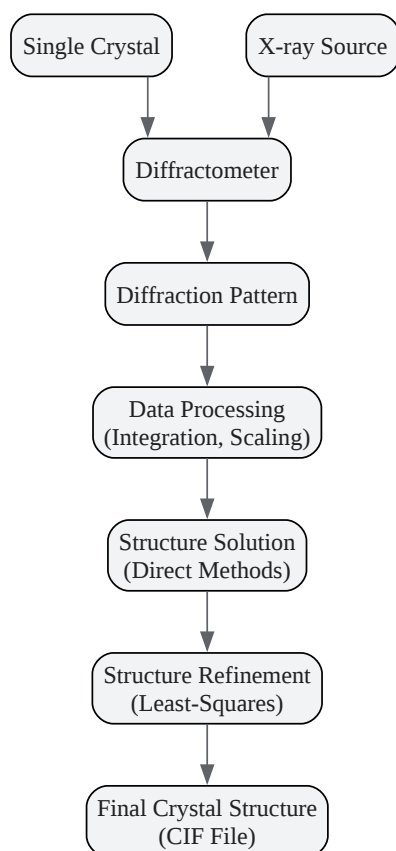 Single Crystal
X-ray Source
Diffractometer
Diffraction Pattern
Data Processing
(Integration, Scaling)
Structure Solution
(Direct Methods)
Structure Refinement
(Least-Squares)
Final Crystal Structure
(CIF File)